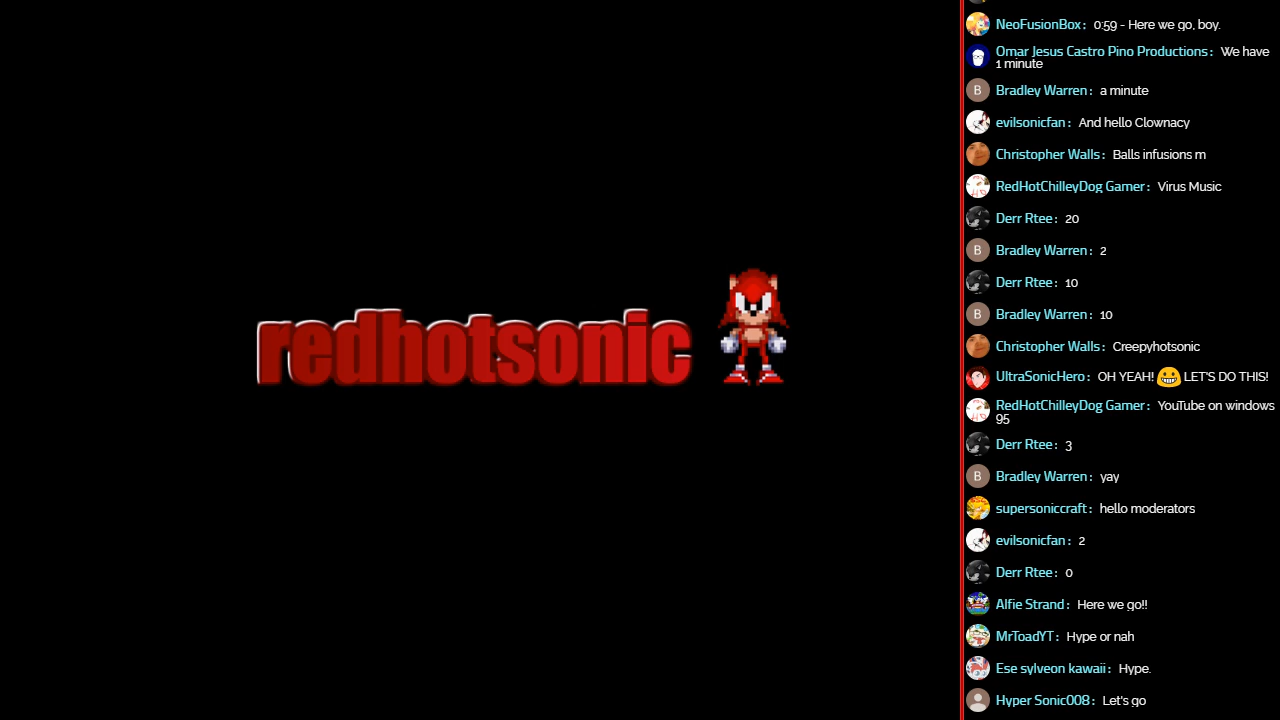 redhotsonic
NeoFusionBox: 0:59 - Here we go, boy.
Omar Jesus Castro Pino Productions: We have
1 minute
B Bradley Warren: a minute
evilsonicfan: And hello Clownacy
Christopher Walls: Balls infusions m
RedHotChilleyDog Gamer: Virus Music
Derr Rtee: 20
B Bradley Warren: 2
Derr Rtee: 10
B Bradley Warren: 10
Christopher Walls: Creepyhotsonic
UltraSonicHero: OH YEAH! 😀 LET'S DO THIS!
RedHotChilleyDog Gamer: YouTube on windows
95
Derr Rtee: 3
B Bradley Warren: yay
supersoniccraft: hello moderators
evilsonicfan: 2
Derr Rtee: 0
Alfie Strand: Here we go!!
MrToadYT: Hype or nah
Ese sylveon kawaii: Hype.
Hyper Sonic008: Let's go